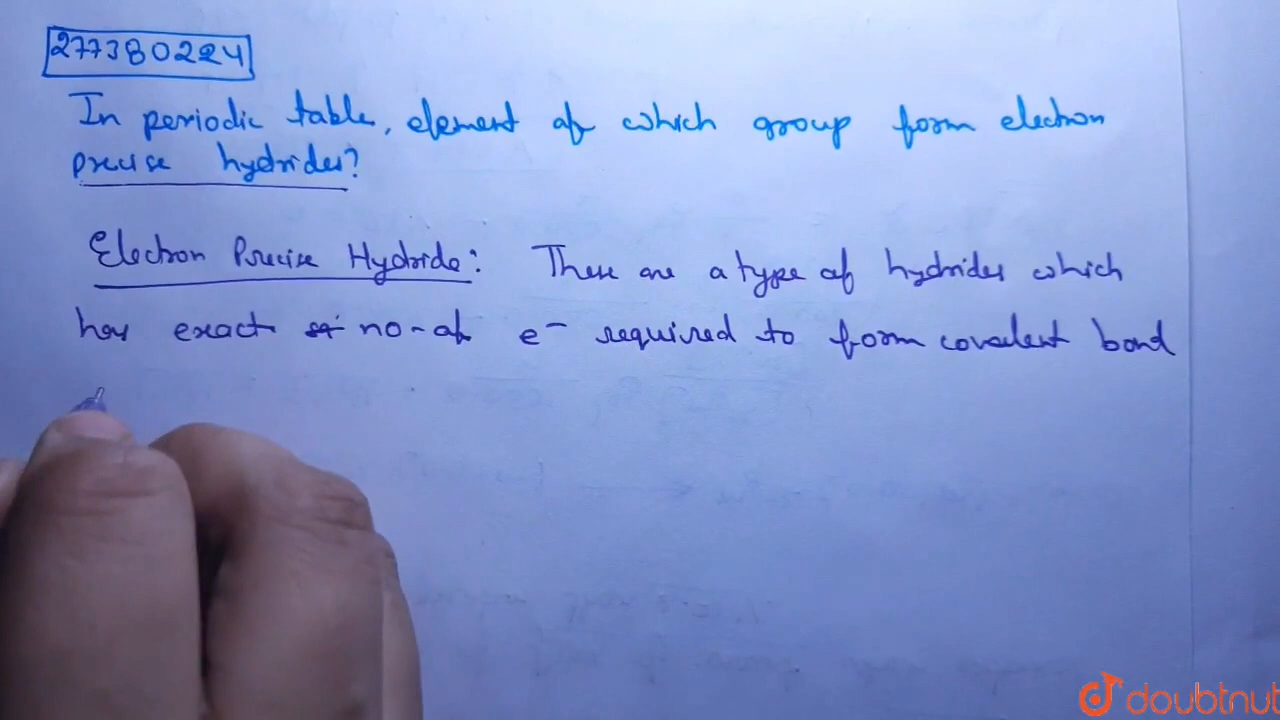 277380224
In periodic table, element of which group form electron
precise hydrides?
Electron Precise Hydride: These are a type of hydrides which
has exact no-of e⁻ required to form covalent bond
doubtnut